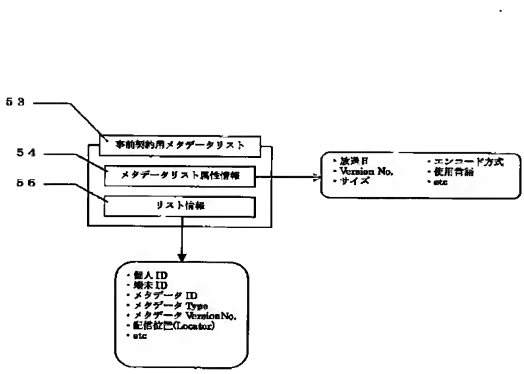 53
事前契約用メタデータリスト
54
メタデータリスト属性情報
56
リスト情報
・放送日
・Version No.
・サイズ
・エンコード方式
・使用言語
・etc
・個人ID
・端末ID
・メタデータID
・メタデータType
・メタデータVersionNo.
・配信位置(Locator)
・etc